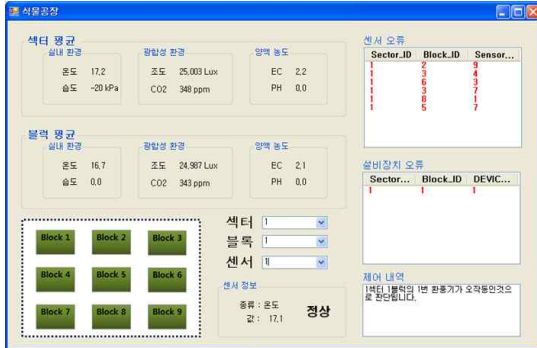 식물공장
섹터 평균
실내 환경
온도 17,2
습도 -20 kPa
광합성 환경
조도 25,003 Lux
CO2 348 ppm
양액 농도
EC 2,2
PH 0,0
블럭 평균
실내 환경
온도 16,7
습도 0,0
광합성 환경
조도 24,987 Lux
CO2 343 ppm
양액 농도
EC 2,1
PH 0,0
Block 1 Block 2 Block 3
Block 4 Block 5 Block 6
Block 7 Block 8 Block 9
섹터 1
블록 1
센서 1
센서 정보
종류 : 온도
값 : 17,1
정상
센서 오류
Sector_ID Block_ID Sensor...
1 2 9
1 3 4
1 6 3
1 3 7
1 8 1
1 5 7
설비장치 오류
Sector... Block_ID DEVIC...
1 1 1
제어 내역
1섹터 1블럭의 1번 환풍기가 오작동인것으
로 판단됩니다.